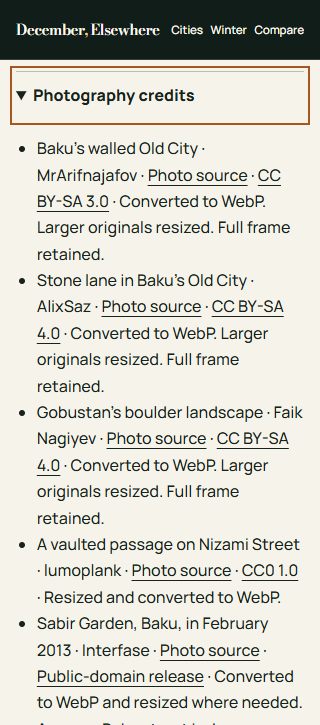 December, Elsewhere Cities Winter Compare
▼ Photography credits
• Baku's walled Old City ·
MrArifnajafov · Photo source · CC
BY-SA 3.0 · Converted to WebP.
Larger originals resized. Full frame
retained.
• Stone lane in Baku's Old City ·
AlixSaz · Photo source · CC BY-SA
4.0 · Converted to WebP. Larger
originals resized. Full frame
retained.
• Gobustan's boulder landscape · Faik
Nagiyev · Photo source · CC BY-SA
4.0 · Converted to WebP. Larger
originals resized. Full frame
retained.
• A vaulted passage on Nizami Street
· lumoplank · Photo source · CC0 1.0
· Resized and converted to WebP.
• Sabir Garden, Baku, in February
2013 · Interfase · Photo source ·
Public-domain release · Converted
to WebP and resized where needed.